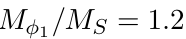 $M_{\phi_1}/M_S = 1.2$